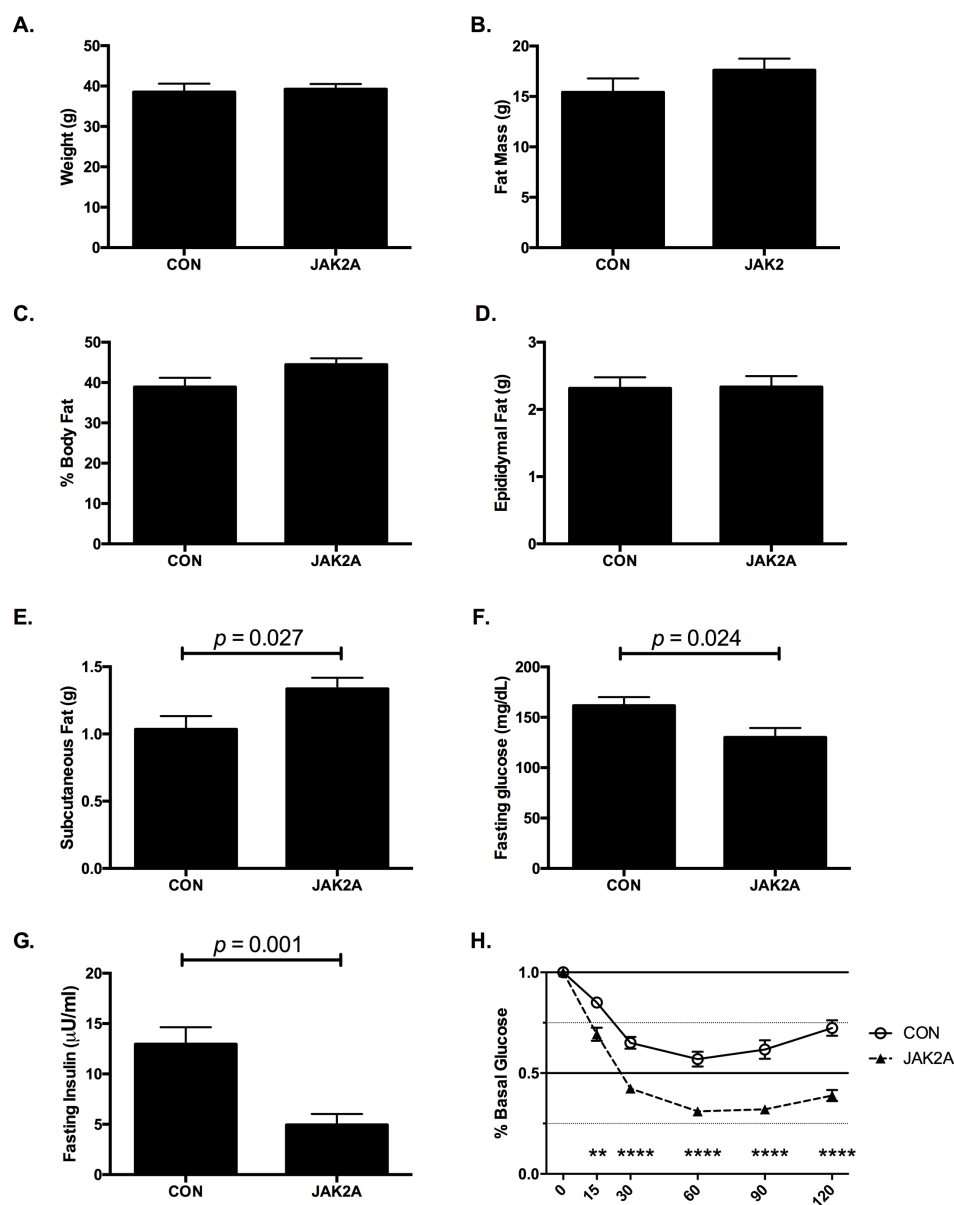 A.
Weight (g)
50
40
30
20
10
0
CON
JAK2A
B.
Fat Mass (g)
20
15
10
5
0
CON
JAK2
C.
% Body Fat
50
40
30
20
10
0
CON
JAK2A
D.
Epididymal Fat (g)
3
2
1
0
CON
JAK2A
E.
p = 0.027
Subcutaneous Fat (g)
1.5
1.0
0.5
0.0
CON
JAK2A
F.
p = 0.024
Fasting glucose (mg/dL)
200
150
100
50
0
CON
JAK2A
G.
p = 0.001
Fasting Insulin (µU/ml)
20
15
10
5
0
CON
JAK2A
H.
% Basal Glucose
1.0
0.5
0.0
** **** **** **** ****
0 15 30 60 90 120
CON
JAK2A